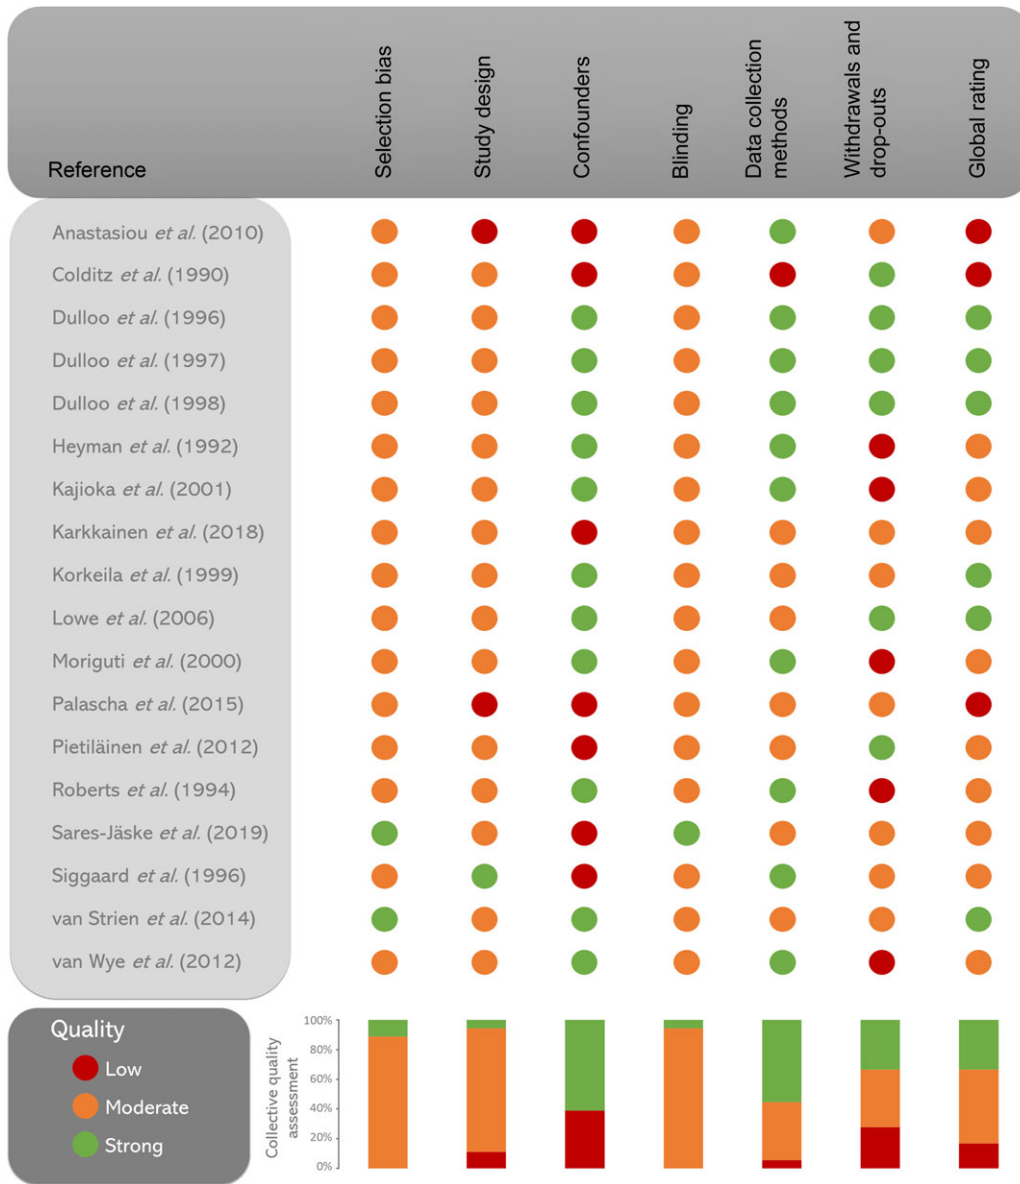 Reference
Selection bias
Study design
Confounders
Blinding
Data collection
methods
Withdrawals and
drop-outs
Global rating
Anastasiou et al. (2010)
Colditz et al. (1990)
Dulloo et al. (1996)
Dulloo et al. (1997)
Dulloo et al. (1998)
Heyman et al. (1992)
Kajioka et al. (2001)
Karkkainen et al. (2018)
Korkeila et al. (1999)
Lowe et al. (2006)
Moriguti et al. (2000)
Palascha et al. (2015)
Pietiläinen et al. (2012)
Roberts et al. (1994)
Sares-Jäske et al. (2019)
Siggaard et al. (1996)
van Strien et al. (2014)
van Wye et al. (2012)
Quality
Low
Moderate
Strong
Collective quality
assessment
100%
80%
60%
40%
20%
0%